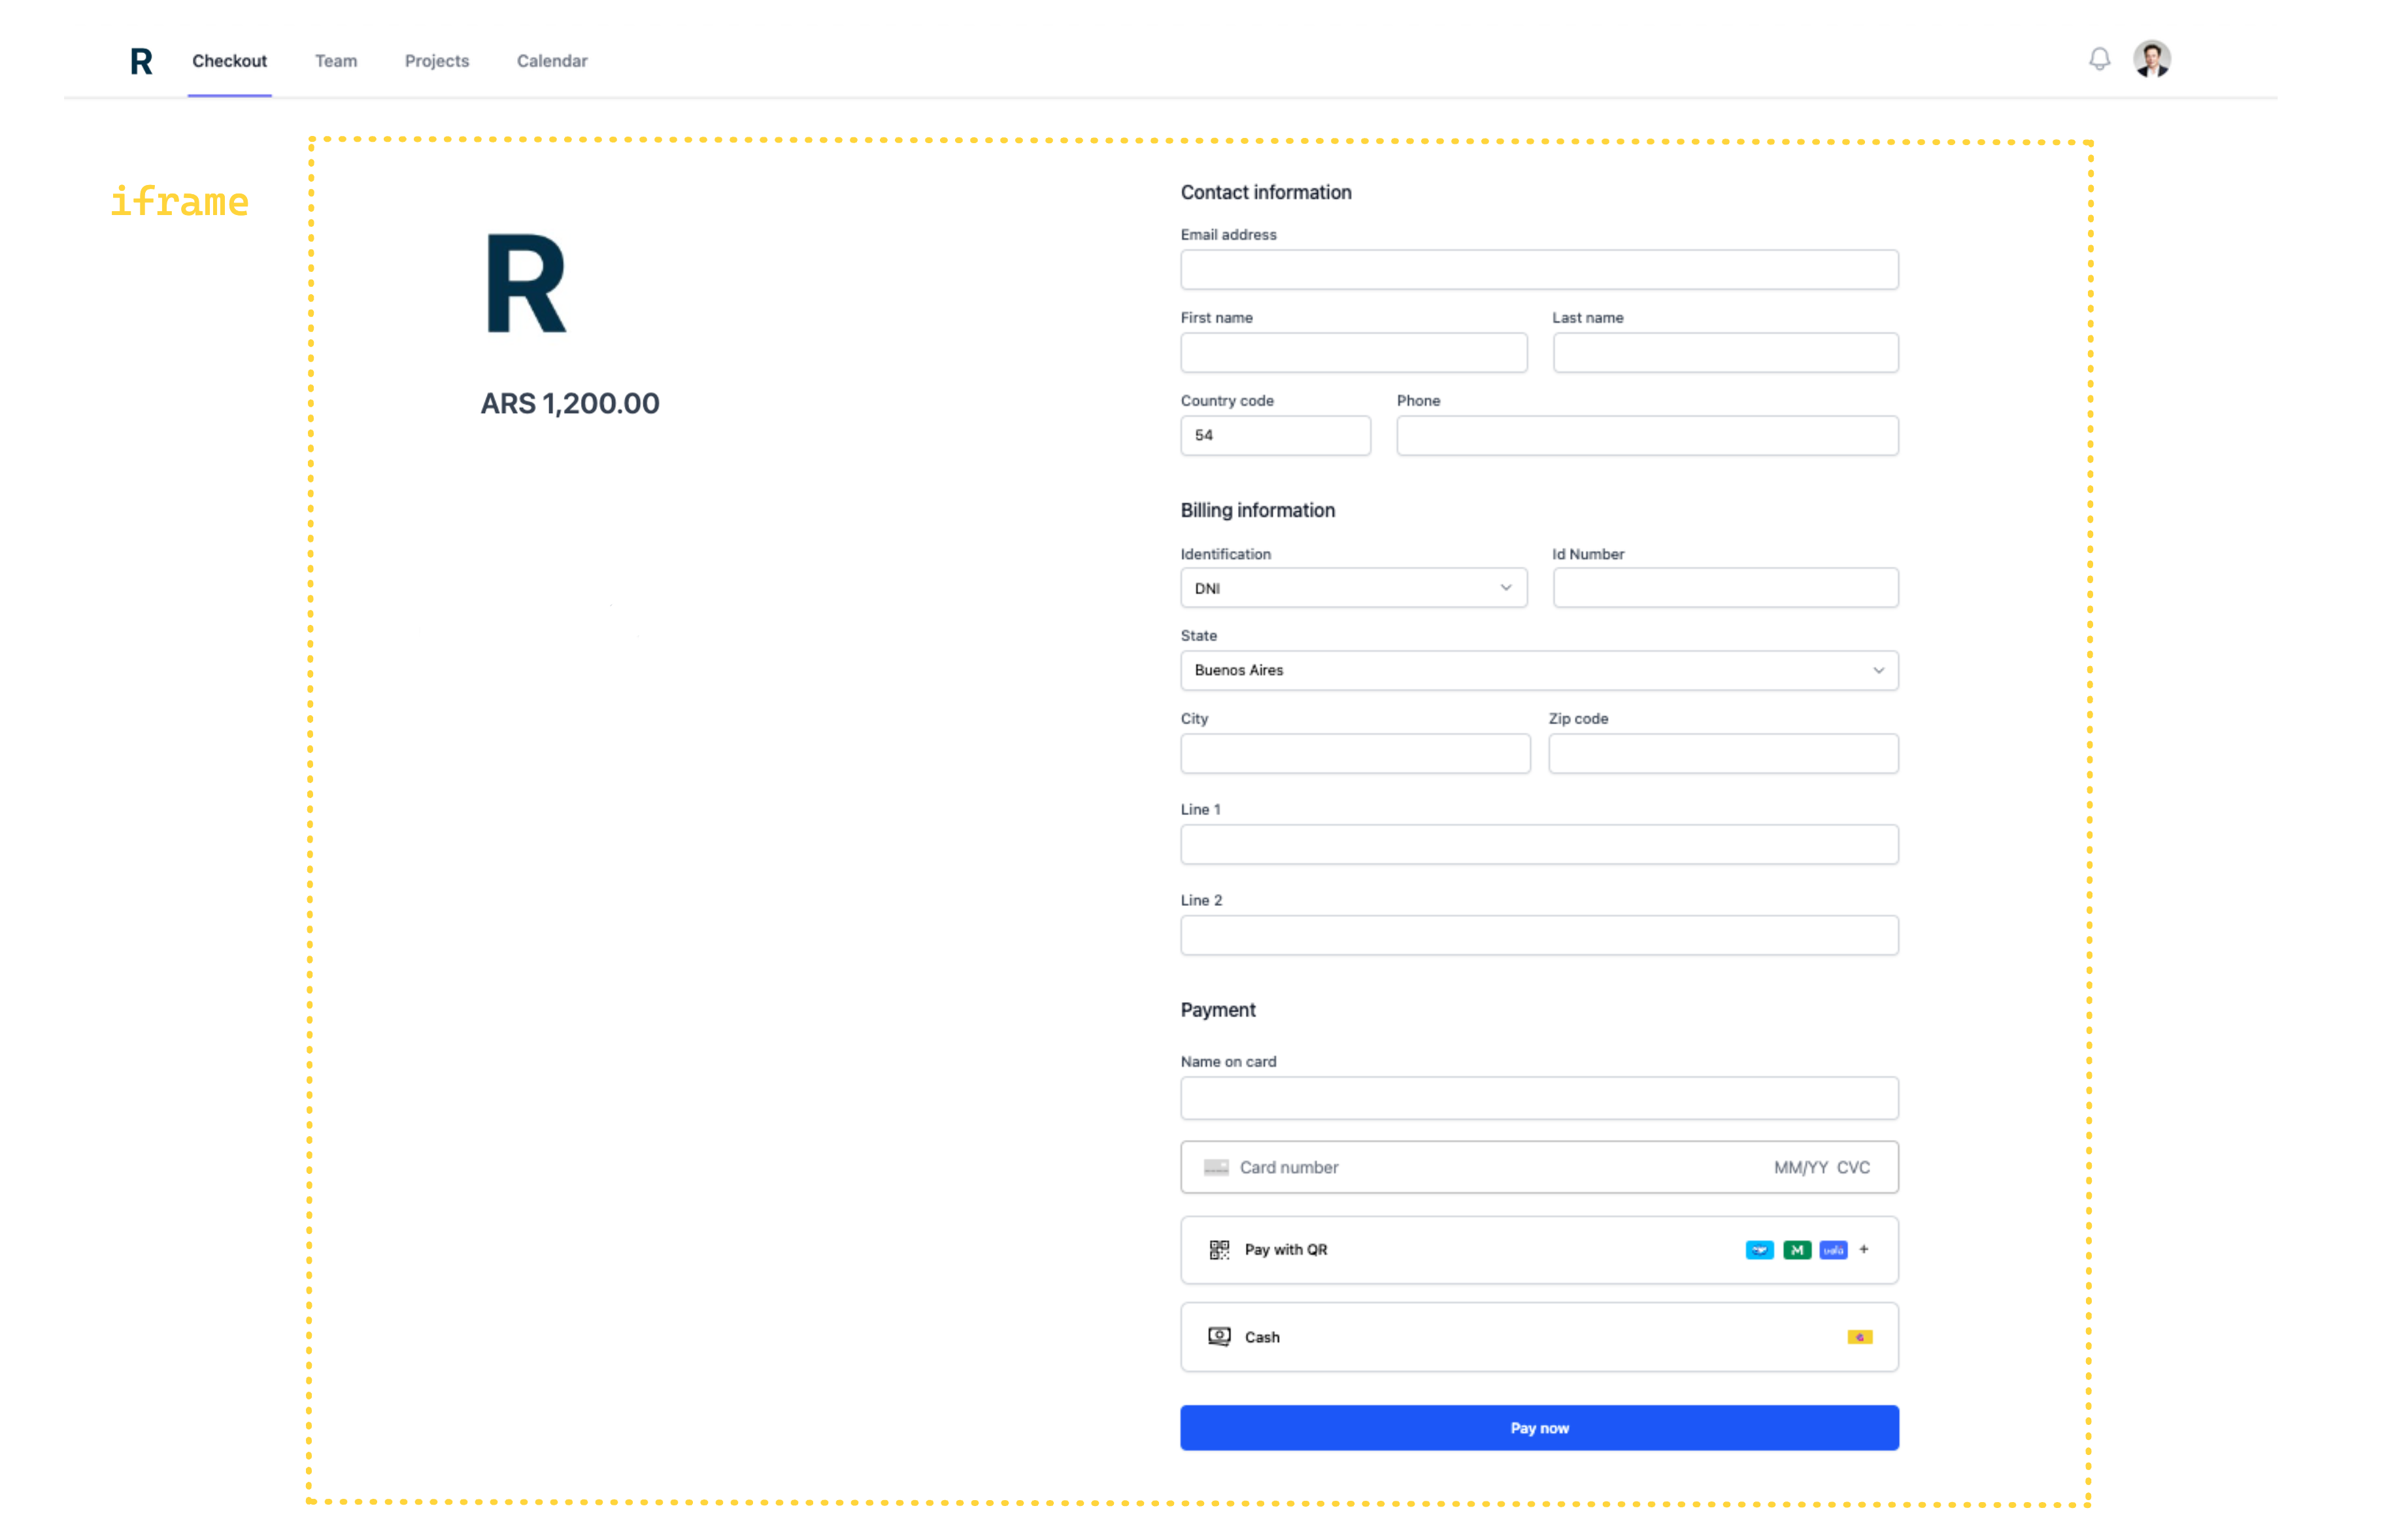 R Checkout Team Projects Calendar
iframe
R
ARS 1,200.00
Contact information
Email address
First name Last name
Country code Phone
54
Billing information
Identification Id Number
DNI
State
Buenos Aires
City Zip code
Line 1
Line 2
Payment
Name on card
Card number MM/YY CVC
Pay with QR ualá +
Cash
Pay now